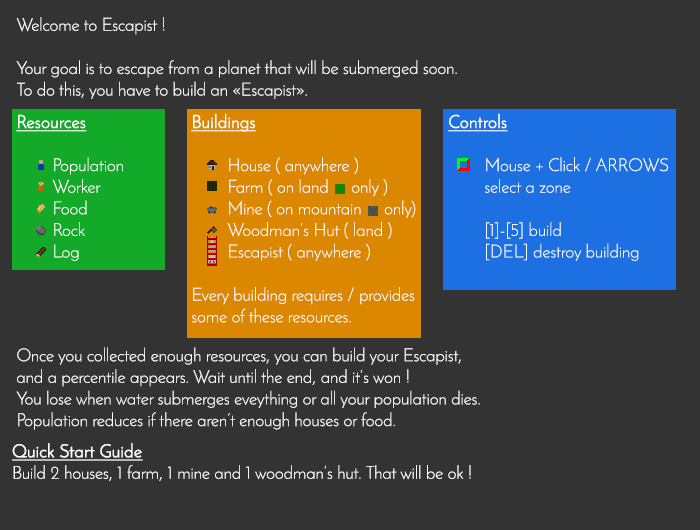 Welcome to Escapist !
Your goal is to escape from a planet that will be submerged soon.
To do this, you have to build an «Escapist».
Resources
Population
Worker
Food
Rock
Log
Buildings
House ( anywhere )
Farm ( on land only )
Mine ( on mountain only)
Woodman's Hut ( land )
Escapist ( anywhere )
Every building requires / provides
some of these resources.
Controls
Mouse + Click / ARROWS
select a zone
[1]-[5] build
[DEL] destroy building
Once you collected enough resources, you can build your Escapist,
and a percentile appears. Wait until the end, and it's won !
You lose when water submerges eveything or all your population dies.
Population reduces if there aren't enough houses or food.
Quick Start Guide
Build 2 houses, 1 farm, 1 mine and 1 woodman's hut. That will be ok !